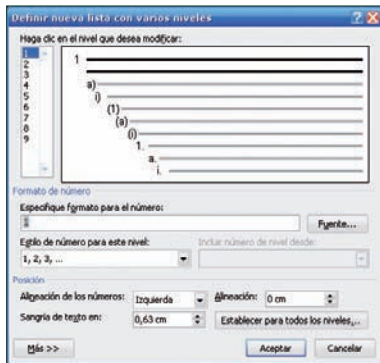 Definir nueva lista con varios niveles
Haga clic en el nivel que desea modificar:
1
2
3
4
5
6
7
8
9
1
a)
i)
(1)
(a)
(i)
1.
a.
i.
Formato de número
Especifique formato para el número:
1
Fuente...
Estilo de número para este nivel:
Incluir número de nivel desde:
1, 2, 3, ...
Posición
Alineación de los números:
Izquierda
Alineación:
0 cm
Sangría de texto en:
0,63 cm
Establecer para todos los niveles...
Más >>
Aceptar
Cancelar